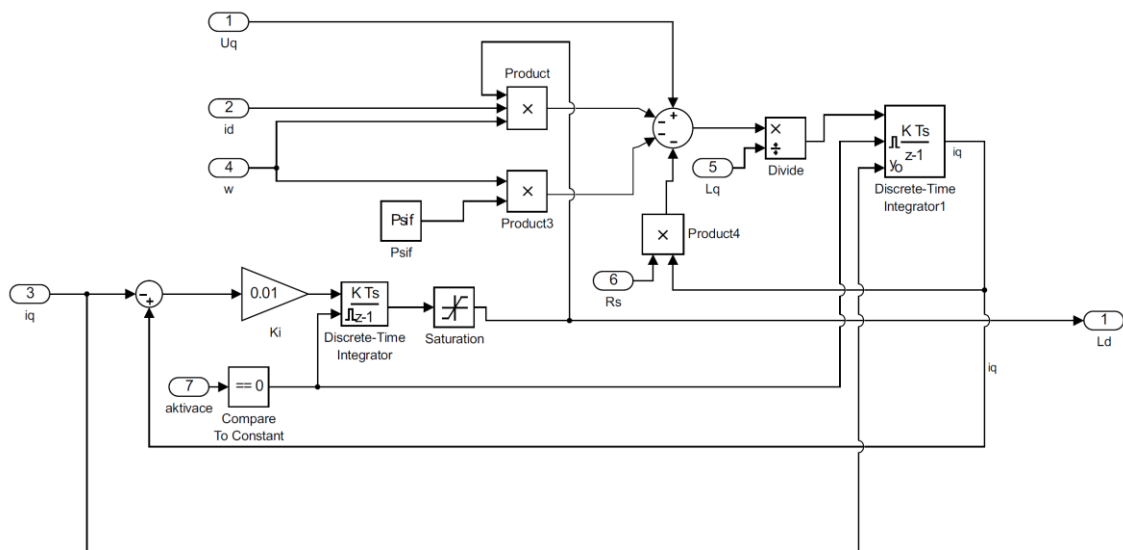 1
Uq
Product
2
id
×
4
w
×
Product3
Psif
Psif
+
−
−
−
×
÷
Divide
5
Lq
K Ts
z-1
yo
iq
Discrete-Time
Integrator1
×
Product4
6
Rs
3
iq
−
+
0.01
Ki
K Ts
z-1
Discrete-Time
Integrator
Saturation
1
Ld
7
aktivace
== 0
Compare
To Constant
iq